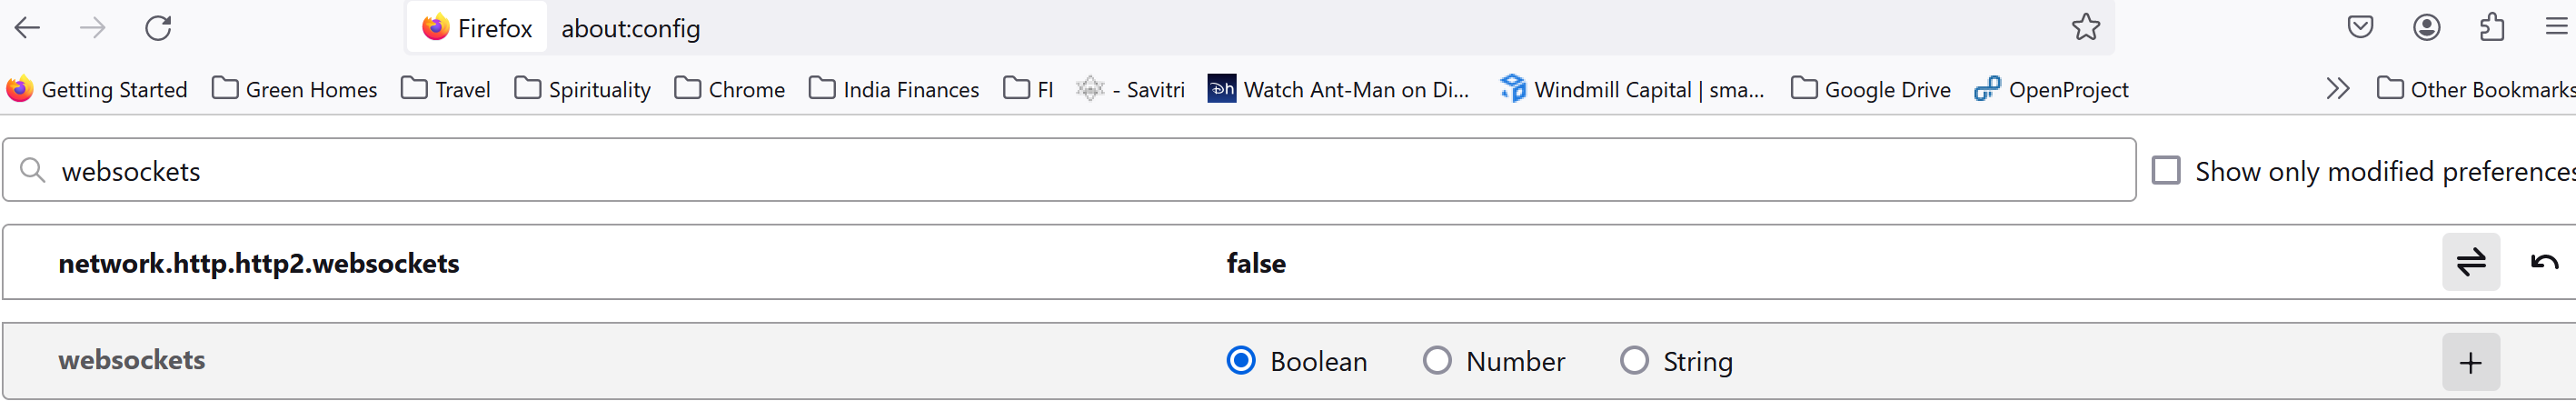 Firefox about:config
Getting Started Green Homes Travel Spirituality Chrome India Finances FI - Savitri Dh Watch Ant-Man on Di... Windmill Capital | sma... Google Drive OpenProject Other Bookmarks
websockets Show only modified preferences
network.http.http2.websockets false
websockets Boolean Number String